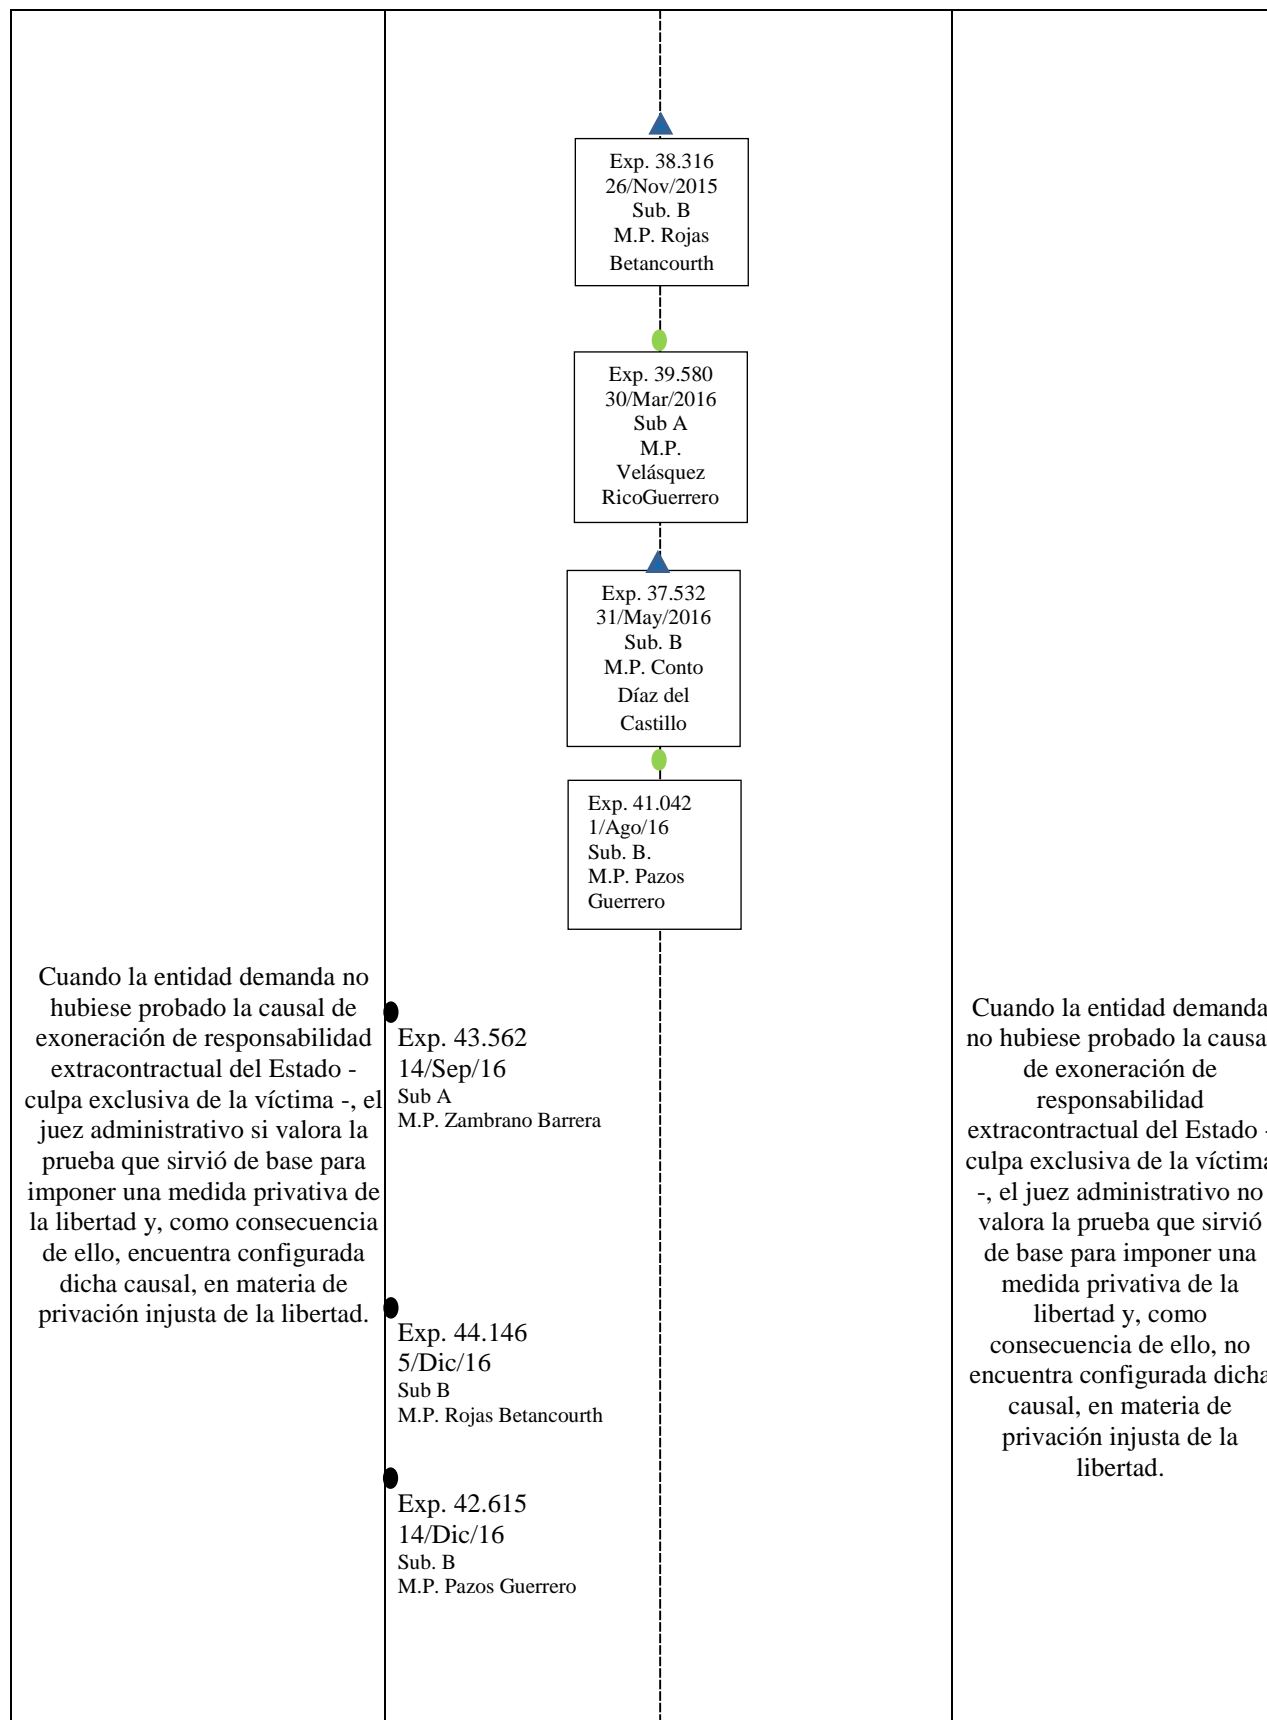 Exp. 38.316
26/Nov/2015
Sub. B
M.P. Rojas
Betancourth
Exp. 39.580
30/Mar/2016
Sub A
M.P.
Velásquez
RicoGuerrero
Exp. 37.532
31/May/2016
Sub. B
M.P. Conto
Díaz del
Castillo
Exp. 41.042
1/Ago/16
Sub. B.
M.P. Pazos
Guerrero
Cuando la entidad demanda no
hubiese probado la causal de
exoneración de responsabilidad
extracontractual del Estado -
culpa exclusiva de la víctima -, el
juez administrativo si valora la
prueba que sirvió de base para
imponer una medida privativa de
la libertad y, como consecuencia
de ello, encuentra configurada
dicha causal, en materia de
privación injusta de la libertad.
Exp. 43.562
14/Sep/16
Sub A
M.P. Zambrano Barrera
Exp. 44.146
5/Dic/16
Sub B
M.P. Rojas Betancourth
Exp. 42.615
14/Dic/16
Sub. B
M.P. Pazos Guerrero
Cuando la entidad demanda
no hubiese probado la causa
de exoneración de
responsabilidad
extracontractual del Estado -
culpa exclusiva de la víctima
-, el juez administrativo no
valora la prueba que sirvió
de base para imponer una
medida privativa de la
libertad y, como
consecuencia de ello, no
encuentra configurada dicha
causal, en materia de
privación injusta de la
libertad.